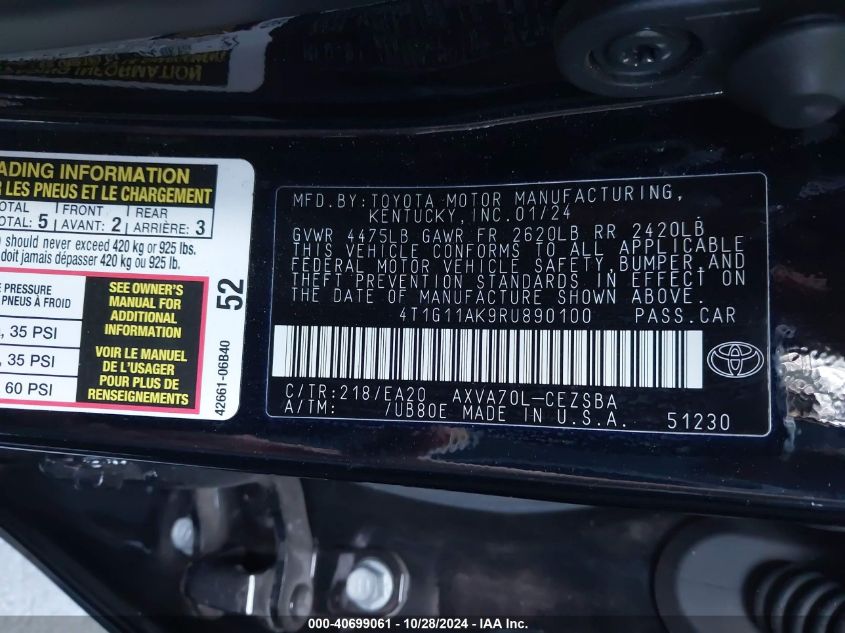 INFORMATION
ADING INFORMATION
R LES PNEUS ET LE CHARGEMENT
TOTAL FRONT REAR
TOTAL: 5 AVANT: 2 ARRIÈRE: 3
should never exceed 420 kg or 925 lbs.
doit jamais dépasser 420 kg ou 925 lb.
PRESSURE
PNEUS À FROID
35 PSI
35 PSI
60 PSI
SEE OWNER'S
MANUAL FOR
ADDITIONAL
INFORMATION
VOIR LE MANUEL
DE L'USAGER
POUR PLUS DE
RENSEIGNEMENTS
52
42661-06B40
MFD.BY:TOYOTA MOTOR MANUFACTURING,
KENTUCKY,INC.01/24
GVWR 4475LB GAWR FR 2620LB RR 2420LB
THIS VEHICLE CONFORMS TO ALL APPLICABLE
FEDERAL MOTOR VEHICLE SAFETY,BUMPER,AND
THEFT PREVENTION STANDARDS IN EFFECT ON
THE DATE OF MANUFACTURE SHOWN ABOVE.
4T1G11AK9RU890100 PASS.CAR
C/TR:218/EA20 AXVA70L-CEZSBA
A/TM: /UB80E MADE IN U.S.A. 51230
000-40699061 - 10/28/2024 - IAA Inc.